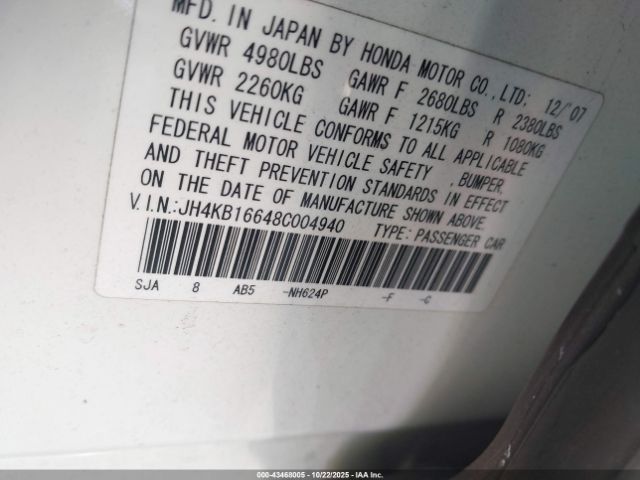 MFD. IN JAPAN BY HONDA MOTOR CO., LTD: 12/'07
GVWR 4980LBS GAWR F 2680LBS R 2380LBS
GVWR 2260KG GAWR F 1215KG R 1080KG
THIS VEHICLE CONFORMS TO ALL APPLICABLE
FEDERAL MOTOR VEHICLE SAFETY , BUMPER,
AND THEFT PREVENTION STANDARDS IN EFFECT
ON THE DATE OF MANUFACTURE SHOWN ABOVE.
V.I.N.:JH4KB16648C004940 TYPE: PASSENGER CAR
SJA 8 AB5 -NH624P -F -G
000-43468005 - 10/22/2025 - IAA Inc.